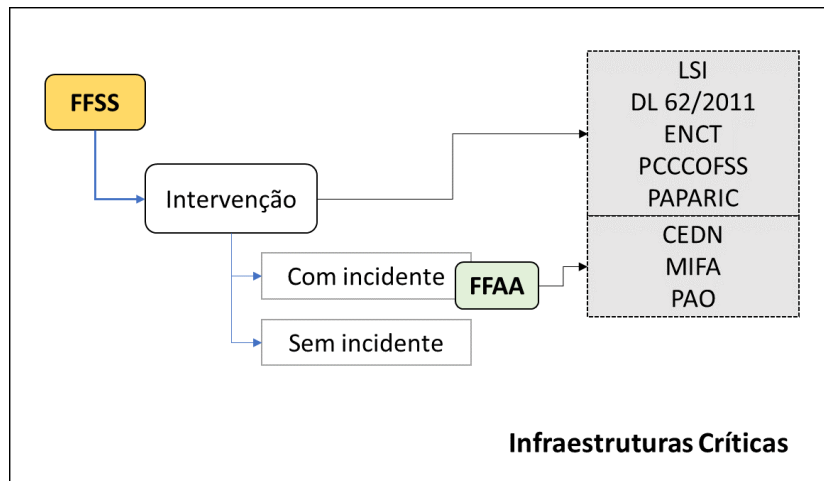 FFSS
Intervenção
Com incidente
FFAA
Sem incidente
LSI
DL 62/2011
ENCT
PCCCOFSS
PAPARIC
CEDN
MIFA
PAO
Infraestruturas Críticas